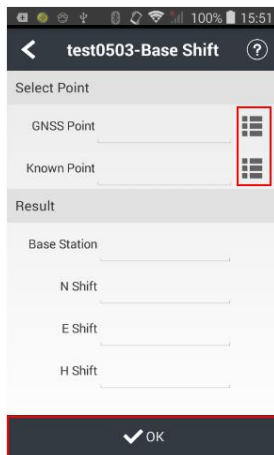 100% 15:51
test0503-Base Shift ?
Select Point
GNSS Point
Known Point
Result
Base Station
N Shift
E Shift
H Shift
OK